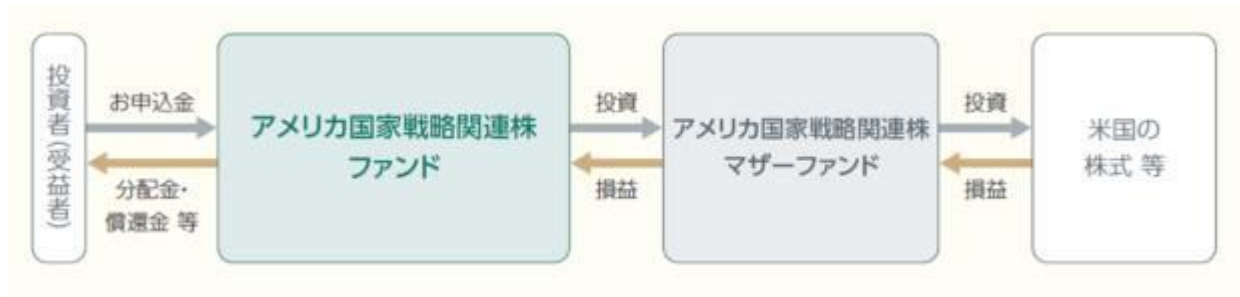 投資者(受益者)
お申込金
分配金・
償還金 等
アメリカ国家戦略関連株
ファンド
投資
損益
アメリカ国家戦略関連株
マザーファンド
投資
損益
米国の
株式 等